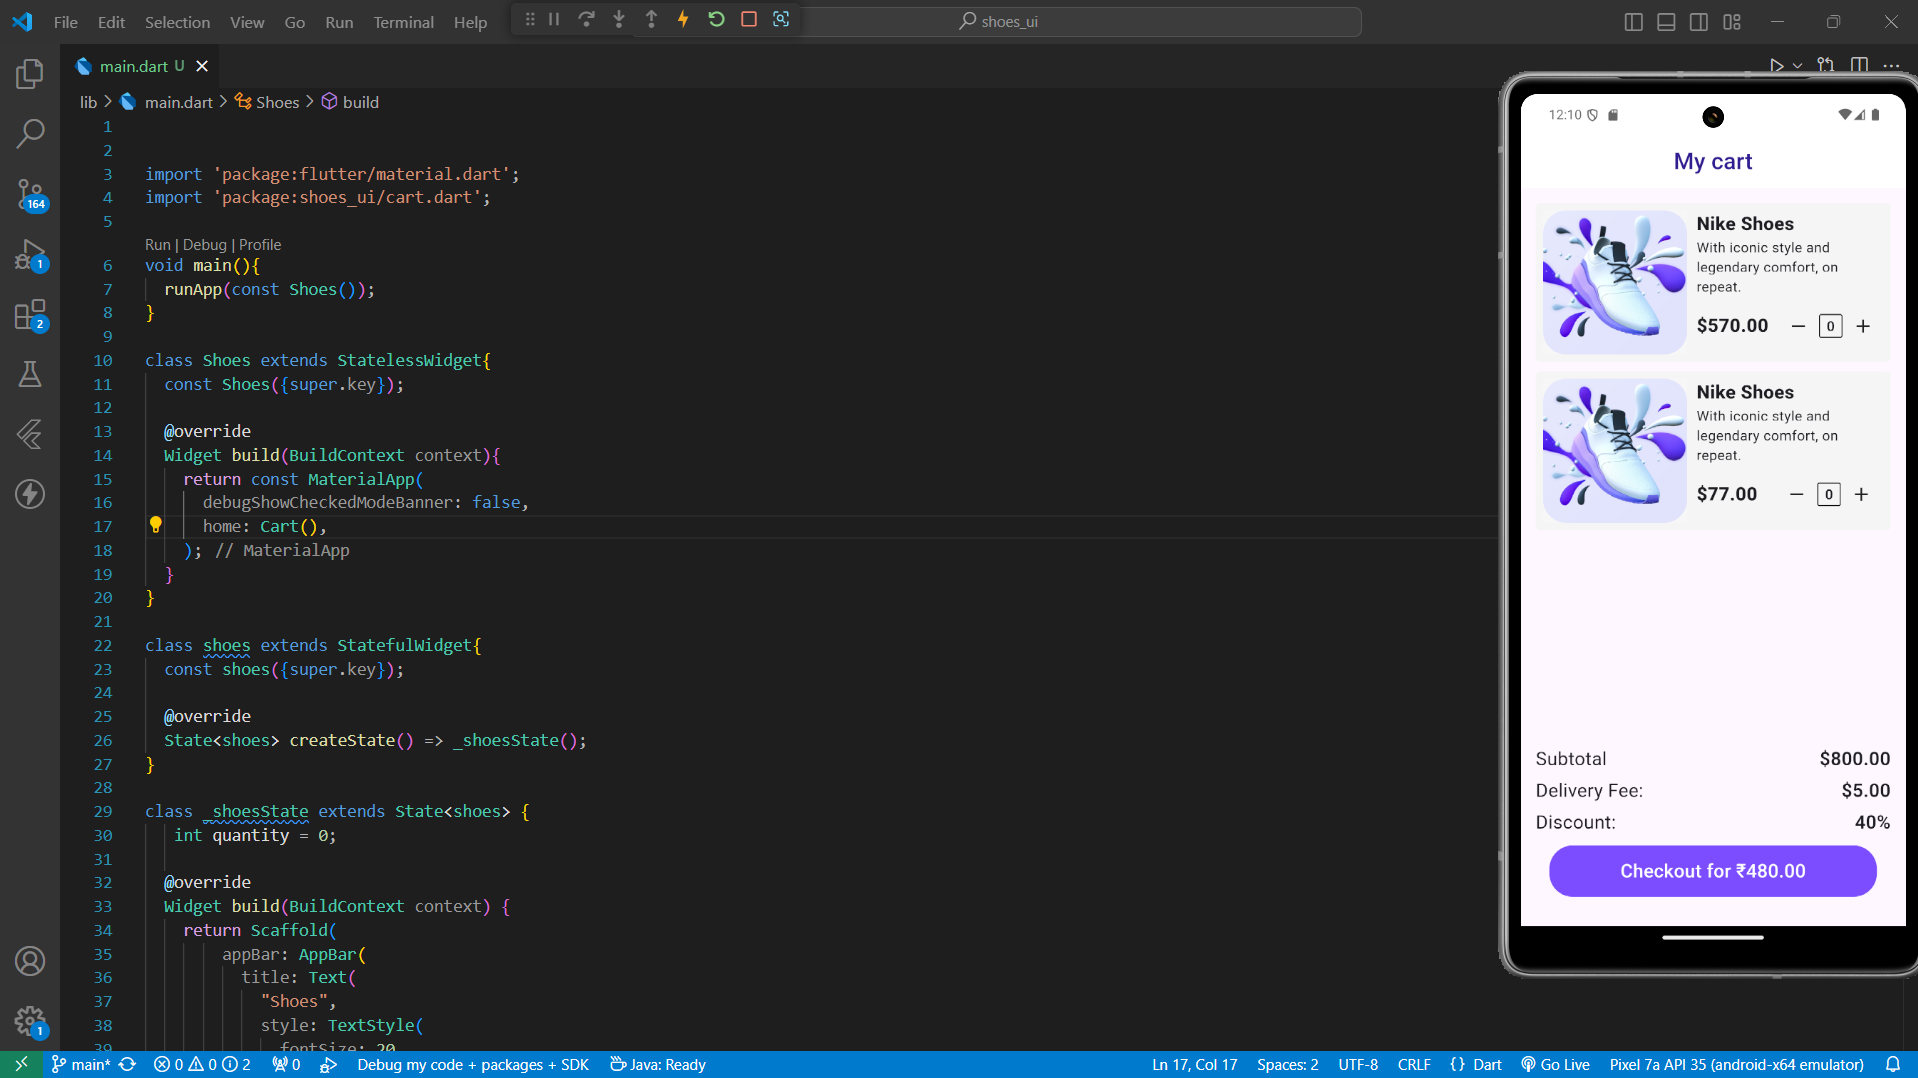 File Edit Selection View Go Run Terminal Help
shoes_ui
main.dart U
lib > main.dart > Shoes > build
1
2
3 import 'package:flutter/material.dart';
4 import 'package:shoes_ui/cart.dart';
5
Run | Debug | Profile
6 void main(){
7 runApp(const Shoes());
8 }
9
10 class Shoes extends StatelessWidget{
11 const Shoes({super.key});
12
13 @override
14 Widget build(BuildContext context){
15 return const MaterialApp(
16 debugShowCheckedModeBanner: false,
17 home: Cart(),
18 ); // MaterialApp
19 }
20 }
21
22 class shoes extends StatefulWidget{
23 const shoes({super.key});
24
25 @override
26 State<shoes> createState() => _shoesState();
27 }
28
29 class _shoesState extends State<shoes> {
30 int quantity = 0;
31
32 @override
33 Widget build(BuildContext context) {
34 return Scaffold(
35 appBar: AppBar(
36 title: Text(
37 "Shoes",
38 style: TextStyle(
39 fontSize: 20
164
1
2
1
12:10
My cart
Nike Shoes
With iconic style and
legendary comfort, on
repeat.
$570.00 — 0 +
Nike Shoes
With iconic style and
legendary comfort, on
repeat.
$77.00 — 0 +
Subtotal $800.00
Delivery Fee: $5.00
Discount: 40%
Checkout for ₹480.00
main* 0 0 2 0 Debug my code + packages + SDK Java: Ready Ln 17, Col 17 Spaces: 2 UTF-8 CRLF {} Dart Go Live Pixel 7a API 35 (android-x64 emulator)